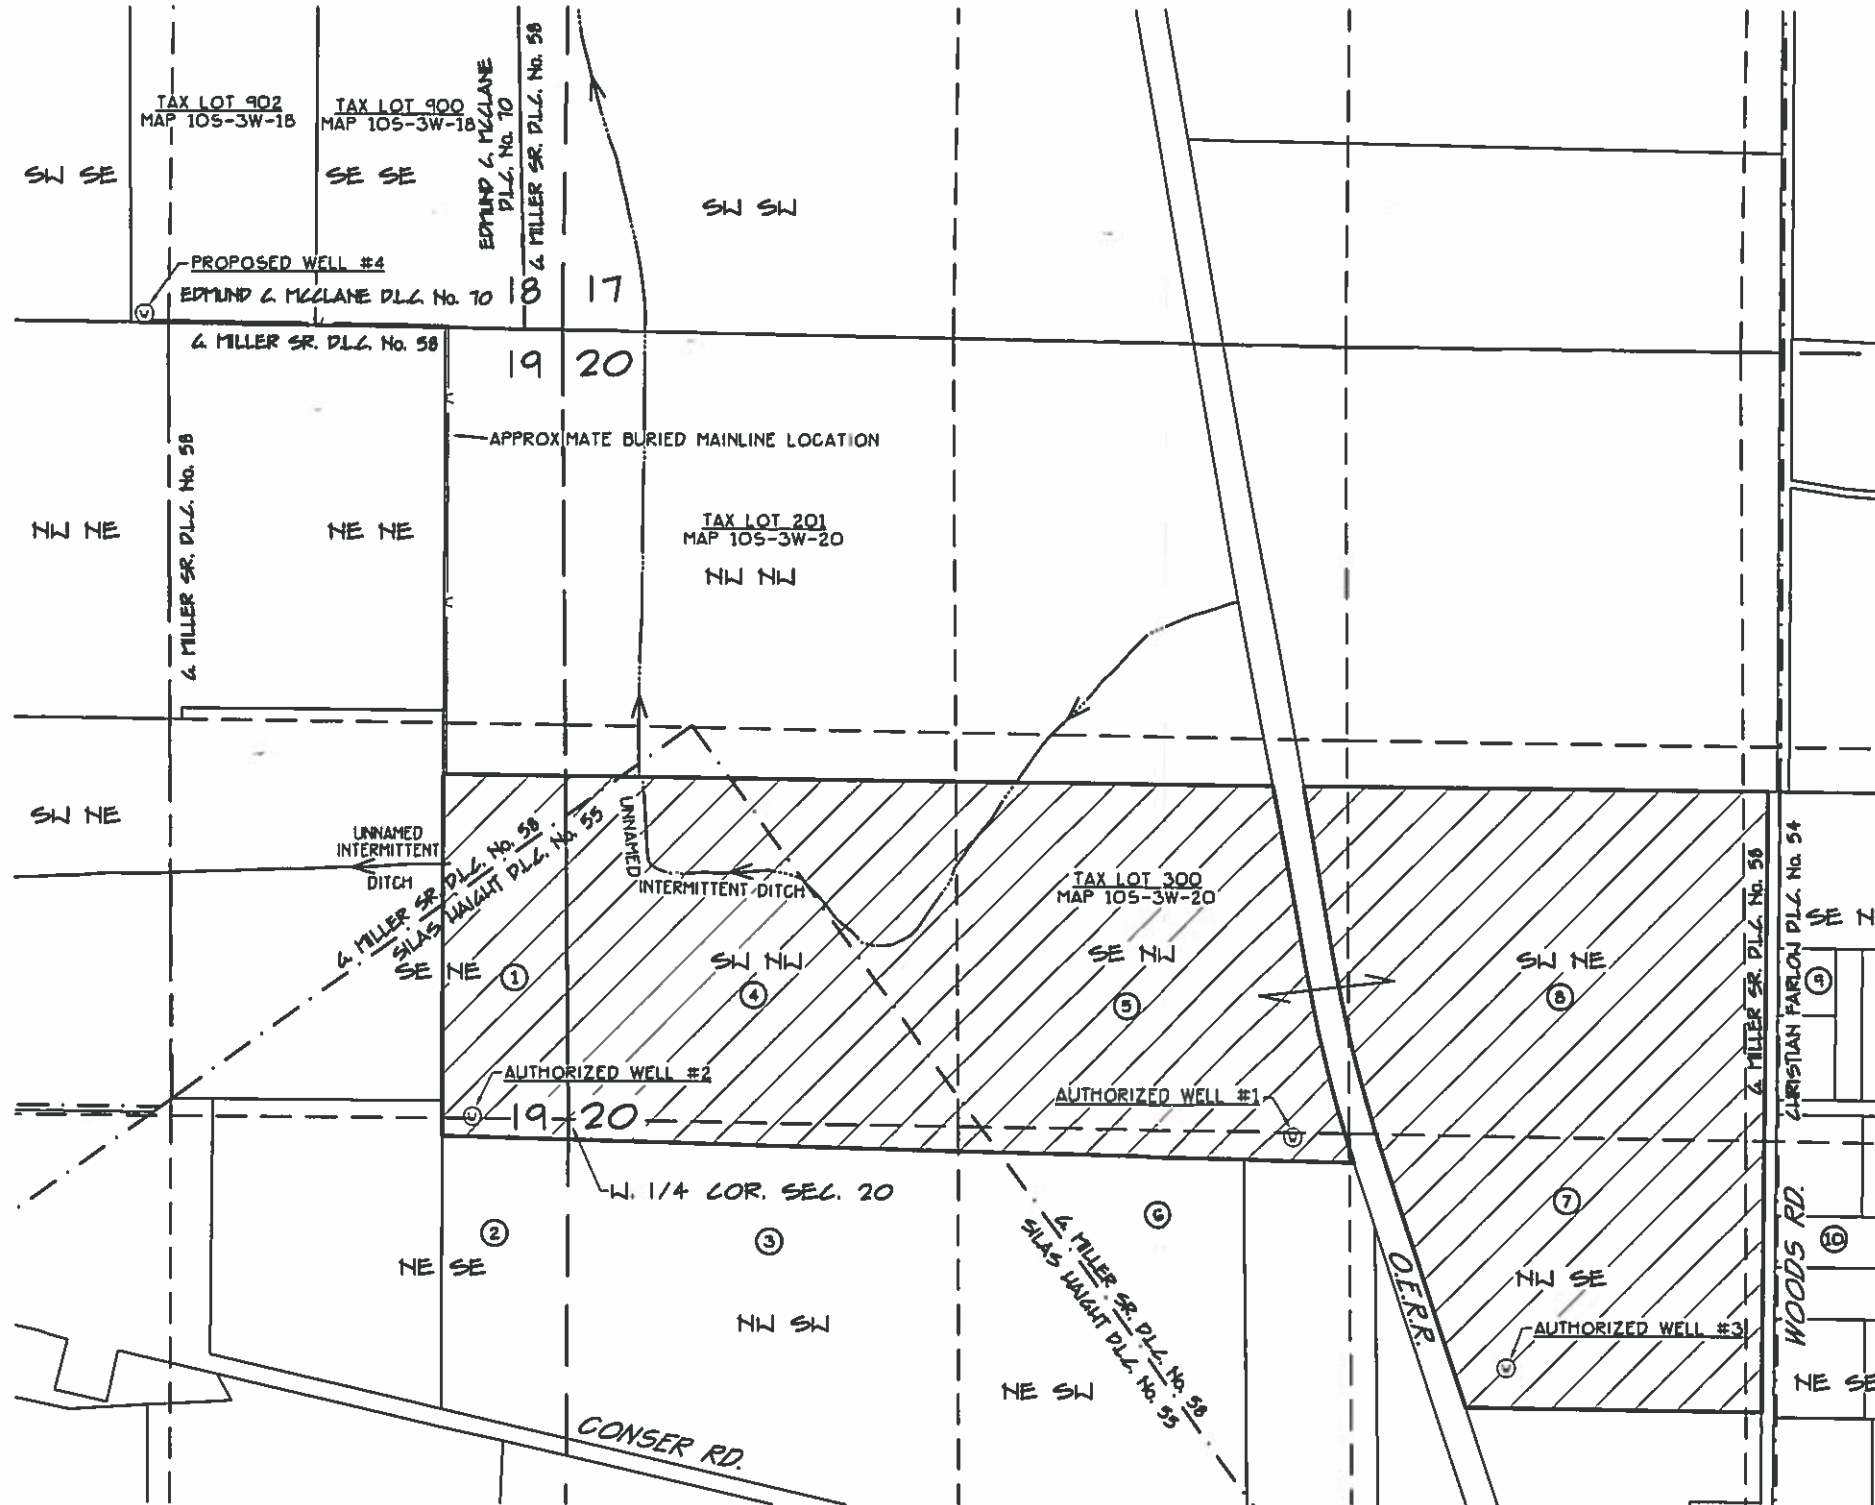 TAX LOT 902
MAP 10S-3W-18
TAX LOT 900
MAP 10S-3W-18
EDMUND C. MCCLANE
D.L.C. No. 70
G. MILLER SR. D.L.C. No. 58
SW SE
SE SE
SW SW
PROPOSED WELL #4
EDMUND C. MCCLANE D.L.C. No. 70
18
17
G. MILLER SR. D.L.C. No. 58
19
20
APPROXIMATE BURIED MAINLINE LOCATION
G. MILLER SR. D.L.C. No. 58
NW NE
NE NE
TAX LOT 201
MAP 10S-3W-20
NW NW
SW NE
UNNAMED
INTERMITTENT
DITCH
G. MILLER SR. D.L.C. No. 58
SILAS HAIGHT D.L.C. No. 55
UNNAMED
INTERMITTENT DITCH
TAX LOT 300
MAP 10S-3W-20
G. MILLER SR. D.L.C. No. 58
CHRISTIAN FARLOW D.L.C. No. 54
SE N
SE NE
1
SW NW
4
SE NW
5
SW NE
8
9
AUTHORIZED WELL #2
AUTHORIZED WELL #1
19
20
W. 1/4 COR. SEC. 20
2
NE SE
3
NW SW
6
G. MILLER SR. D.L.C. No. 58
SILAS HAIGHT D.L.C. No. 55
NE SW
O.E.R.R.
7
NW SE
AUTHORIZED WELL #3
WOODS RD.
10
NE SE
CONSER RD.